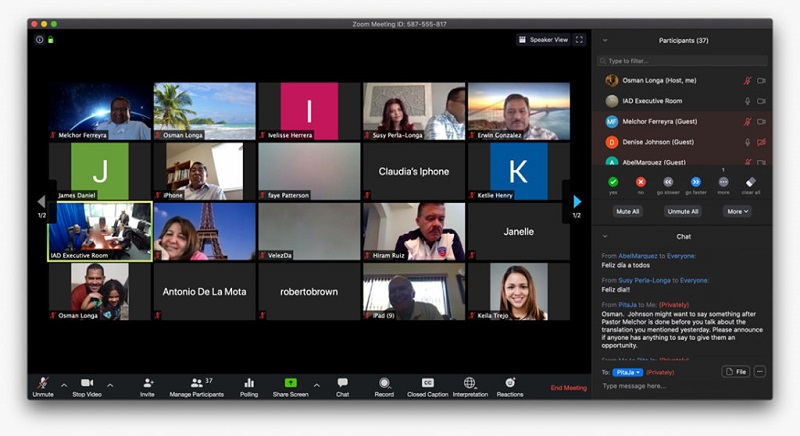 Zoom Meeting ID: 587-555-817
Speaker View
Melchor Ferreyra
Osman Longa
I
Ivelisse Herrera
Susy Perla-Longa
Erwin Gonzalez
J
James Daniel
iPhone
faye Patterson
Claudia's Iphone
K
Ketlie Henry
1/2
1/2
IAD Executive Room
VelezDa
Hiram Ruiz
Janelle
Osman Longa
Antonio De La Mota
robertobrown
iPad (9)
Keila Trejo
Unmute
Stop Video
Invite
37
Manage Participants
Polling
Share Screen
Chat
Record
CC
Closed Caption
Interpretation
Reactions
End Meeting
Participants (37)
Type to filter...
Osman Longa (Host, me)
IAD Executive Room
MF
Melchor Ferreyra (Guest)
D
Denise Johnson (Guest)
A
AbelMarquez (Guest)
1
yes
no
go slower
go faster
more
clear all
Mute All
Unmute All
More
Chat
From AbelMarquez to Everyone:
Feliz día a todos
From Susy Perla-Longa to Everyone:
Feliz dia!!
From PitaJa to Me: (Privately)
Osman. Johnson might want to say something after
Pastor Melchor is done before you talk about the
translation you mentioned yesterday. Please announce
if anyone has anything to say to give them an
opportunity.
From Me to PitaJa: (Privately)
To: PitaJa (Privately)
File
Type message here...